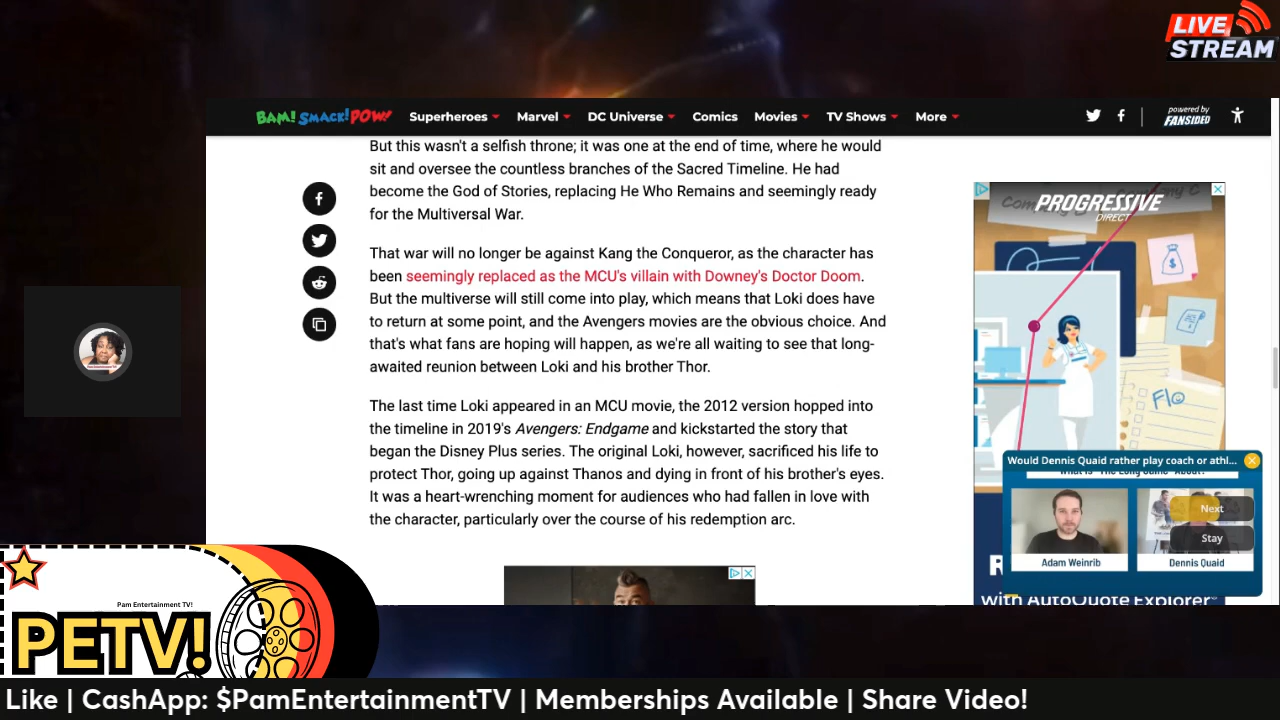 LIVE
STREAM
BAM! SMACK! POW! Superheroes Marvel DC Universe Comics Movies TV Shows More powered by FANSIDED
But this wasn't a selfish throne; it was one at the end of time, where he would
sit and oversee the countless branches of the Sacred Timeline. He had
become the God of Stories, replacing He Who Remains and seemingly ready
for the Multiversal War.
That war will no longer be against Kang the Conqueror, as the character has
been seemingly replaced as the MCU's villain with Downey's Doctor Doom.
But the multiverse will still come into play, which means that Loki does have
to return at some point, and the Avengers movies are the obvious choice. And
that's what fans are hoping will happen, as we're all waiting to see that long-
awaited reunion between Loki and his brother Thor.
The last time Loki appeared in an MCU movie, the 2012 version hopped into
the timeline in 2019's Avengers: Endgame and kickstarted the story that
began the Disney Plus series. The original Loki, however, sacrificed his life to
protect Thor, going up against Thanos and dying in front of his brother's eyes.
It was a heart-wrenching moment for audiences who had fallen in love with
the character, particularly over the course of his redemption arc.
PROGRESSIVE
DIRECT
Flo
Would Dennis Quaid rather play coach or athl...
Next
Stay
Adam Weinrib
Dennis Quaid
with AutoQuote Explorer®
Pam Entertainment TV!
PETV!
Like | CashApp: $PamEntertainmentTV | Memberships Available | Share Video!